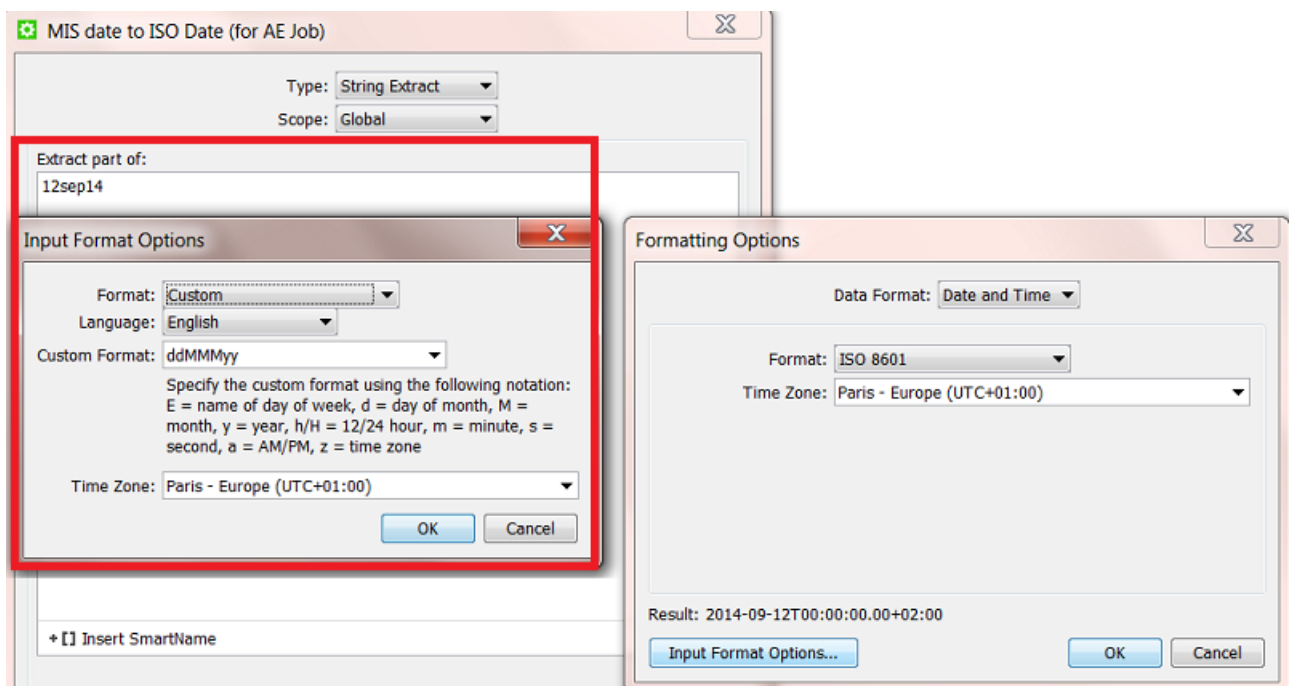 MIS date to ISO Date (for AE Job)
Type: String Extract
Scope: Global
Extract part of:
12sep14
Input Format Options
Format: Custom
Language: English
Custom Format: ddMMMyy
Specify the custom format using the following notation:
E = name of day of week, d = day of month, M =
month, y = year, h/H = 12/24 hour, m = minute, s =
second, a = AM/PM, z = time zone
Time Zone: Paris - Europe (UTC+01:00)
OK Cancel
+[] Insert SmartName
Formatting Options
Data Format: Date and Time
Format: ISO 8601
Time Zone: Paris - Europe (UTC+01:00)
Result: 2014-09-12T00:00:00.00+02:00
Input Format Options... OK Cancel